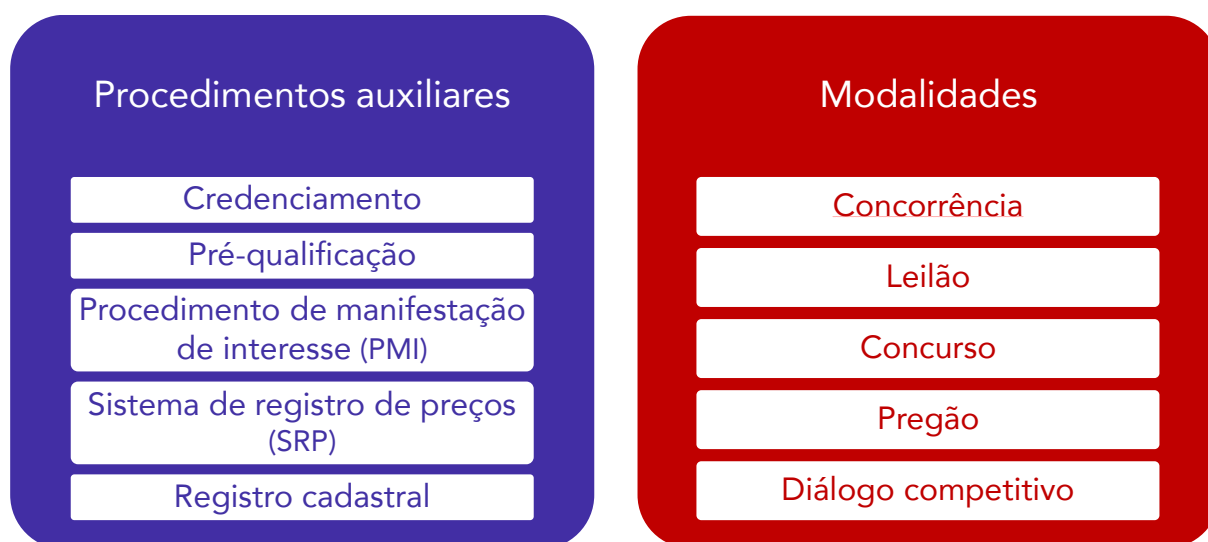 Procedimentos auxiliares
Credenciamento
Pré-qualificação
Procedimento de manifestação
de interesse (PMI)
Sistema de registro de preços
(SRP)
Registro cadastral
Modalidades
Concorrência
Leilão
Concurso
Pregão
Diálogo competitivo